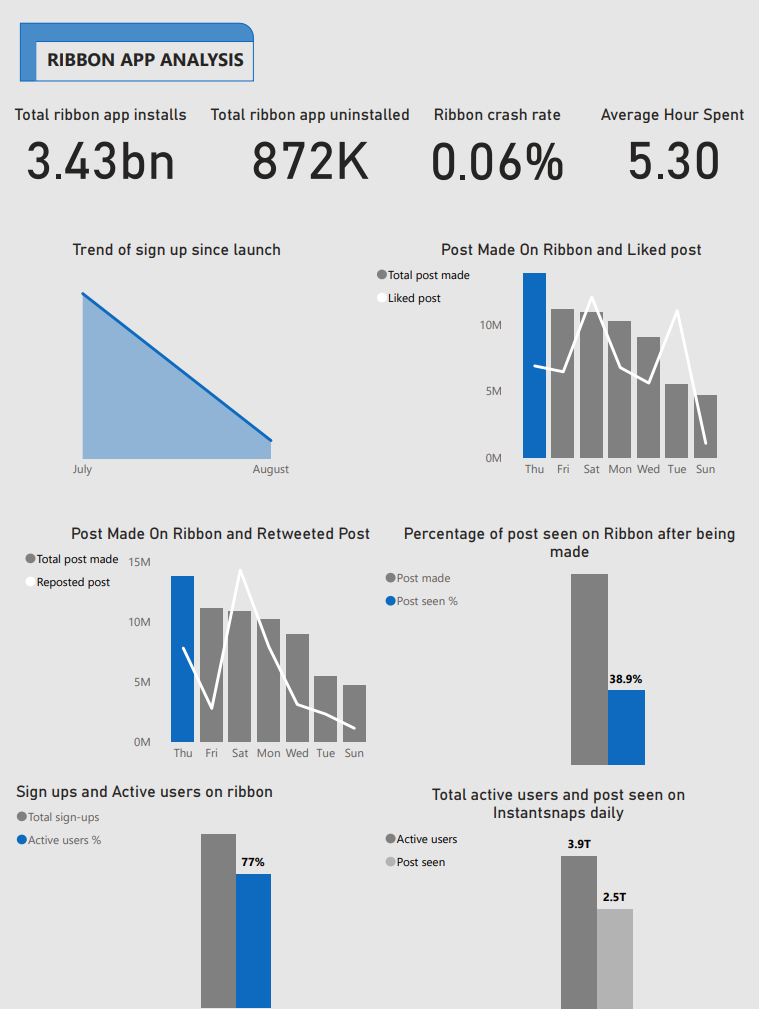 RIBBON APP ANALYSIS
Total ribbon app installs
3.43bn
Total ribbon app uninstalled
872K
Ribbon crash rate
0.06%
Average Hour Spent
5.30
Trend of sign up since launch
July August
Post Made On Ribbon and Liked post
Total post made
Liked post
10M
5M
0M
Thu Fri Sat Mon Wed Tue Sun
Post Made On Ribbon and Retweeted Post
Total post made
Reposted post
15M
10M
5M
0M
Thu Fri Sat Mon Wed Tue Sun
Percentage of post seen on Ribbon after being
made
Post made
Post seen %
38.9%
Sign ups and Active users on ribbon
Total sign-ups
Active users %
77%
Total active users and post seen on
Instantsnaps daily
Active users
Post seen
3.9T
2.5T